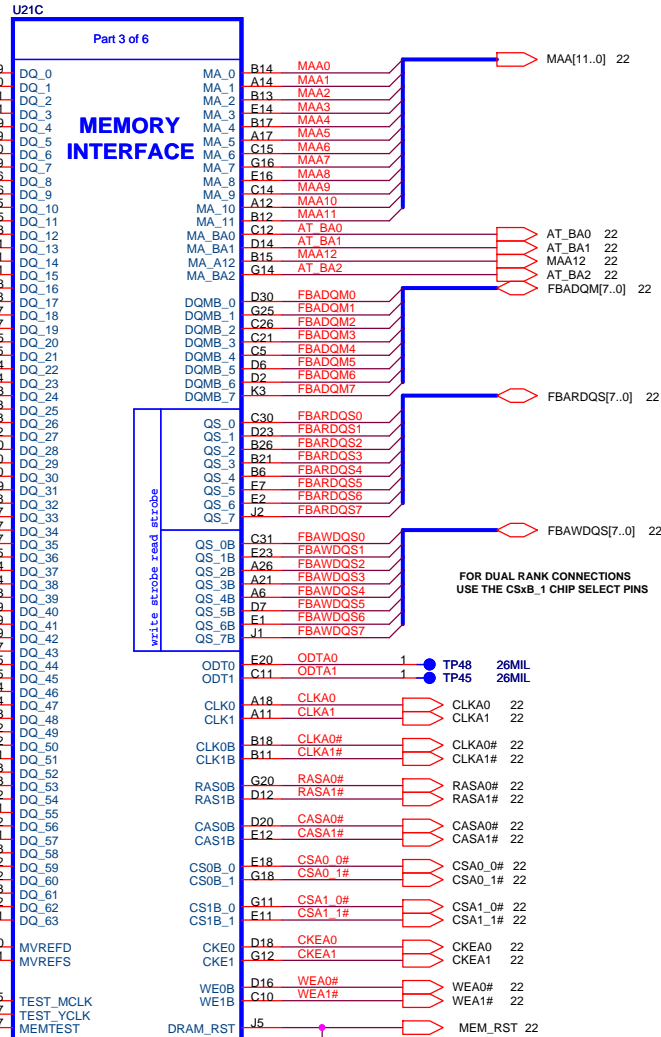 U21C
Part 3 of 6
MEMORY
INTERFACE
DQ_0 MA_0 B14 MAA0 MAA[11..0] 22
DQ_1 MA_1 A14 MAA1
DQ_2 MA_2 B13 MAA2
DQ_3 MA_3 E14 MAA3
DQ_4 MA_4 B17 MAA4
DQ_5 MA_5 A17 MAA5
DQ_6 MA_6 C15 MAA6
DQ_7 MA_7 G16 MAA7
DQ_8 MA_8 E16 MAA8
DQ_9 MA_9 C14 MAA9
DQ_10 MA_10 A12 MAA10
DQ_11 MA_11 B12 MAA11
DQ_12 MA_BA0 C12 AT_BA0 AT_BA0 22
DQ_13 MA_BA1 D14 AT_BA1 AT_BA1 22
DQ_14 MA_A12 B15 MAA12 MAA12 22
DQ_15 MA_BA2 G14 AT_BA2 AT_BA2 22
DQ_16 FBADQM[7..0] 22
DQ_17 DQMB_0 D30 FBADQM0
DQ_18 DQMB_1 G25 FBADQM1
DQ_19 DQMB_2 C26 FBADQM2
DQ_20 DQMB_3 C21 FBADQM3
DQ_21 DQMB_4 C5 FBADQM4
DQ_22 DQMB_5 D6 FBADQM5
DQ_23 DQMB_6 D2 FBADQM6
DQ_24 DQMB_7 K3 FBADQM7 FBARDQS[7..0] 22
DQ_25
DQ_26 QS_0 C30 FBARDQS0
DQ_27 QS_1 D23 FBARDQS1
DQ_28 QS_2 B26 FBARDQS2
DQ_29 QS_3 B21 FBARDQS3
DQ_30 QS_4 B6 FBARDQS4
DQ_31 QS_5 E7 FBARDQS5
DQ_32 QS_6 E2 FBARDQS6
DQ_33 QS_7 J2 FBARDQS7
write strobe read strobe
DQ_34 FBAWDQS[7..0] 22
DQ_35 QS_0B C31 FBAWDQS0
DQ_36 QS_1B E23 FBAWDQS1
DQ_37 QS_2B A26 FBAWDQS2
DQ_38 QS_3B A21 FBAWDQS3
DQ_39 QS_4B A6 FBAWDQS4
DQ_40 QS_5B D7 FBAWDQS5
DQ_41 QS_6B E1 FBAWDQS6
DQ_42 QS_7B J1 FBAWDQS7
FOR DUAL RANK CONNECTIONS
USE THE CSxB_1 CHIP SELECT PINS
DQ_43
DQ_44 ODT0 E20 ODTA0 1 TP48 26MIL
DQ_45 ODT1 C11 ODTA1 1 TP45 26MIL
DQ_46
DQ_47 CLK0 A18 CLKA0 CLKA0 22
DQ_48 CLK1 A11 CLKA1 CLKA1 22
DQ_49
DQ_50 CLK0B B18 CLKA0# CLKA0# 22
DQ_51 CLK1B B11 CLKA1# CLKA1# 22
DQ_52
DQ_53 RAS0B G20 RASA0# RASA0# 22
DQ_54 RAS1B D12 RASA1# RASA1# 22
DQ_55
DQ_56 CAS0B D20 CASA0# CASA0# 22
DQ_57 CAS1B E12 CASA1# CASA1# 22
DQ_58
DQ_59 CS0B_0 E18 CSA0_0# CSA0_0# 22
DQ_60 CS0B_1 G18 CSA0_1# CSA0_1# 22
DQ_61
DQ_62 CS1B_0 G11 CSA1_0# CSA1_0# 22
DQ_63 CS1B_1 E11 CSA1_1# CSA1_1# 22
MVREFD CKE0 D18 CKEA0 CKEA0 22
MVREFS CKE1 G12 CKEA1 CKEA1 22
WE0B D16 WEA0# WEA0# 22
TEST_MCLK WE1B C10 WEA1# WEA1# 22
TEST_YCLK
MEMTEST DRAM_RST J5 MEM_RST 22